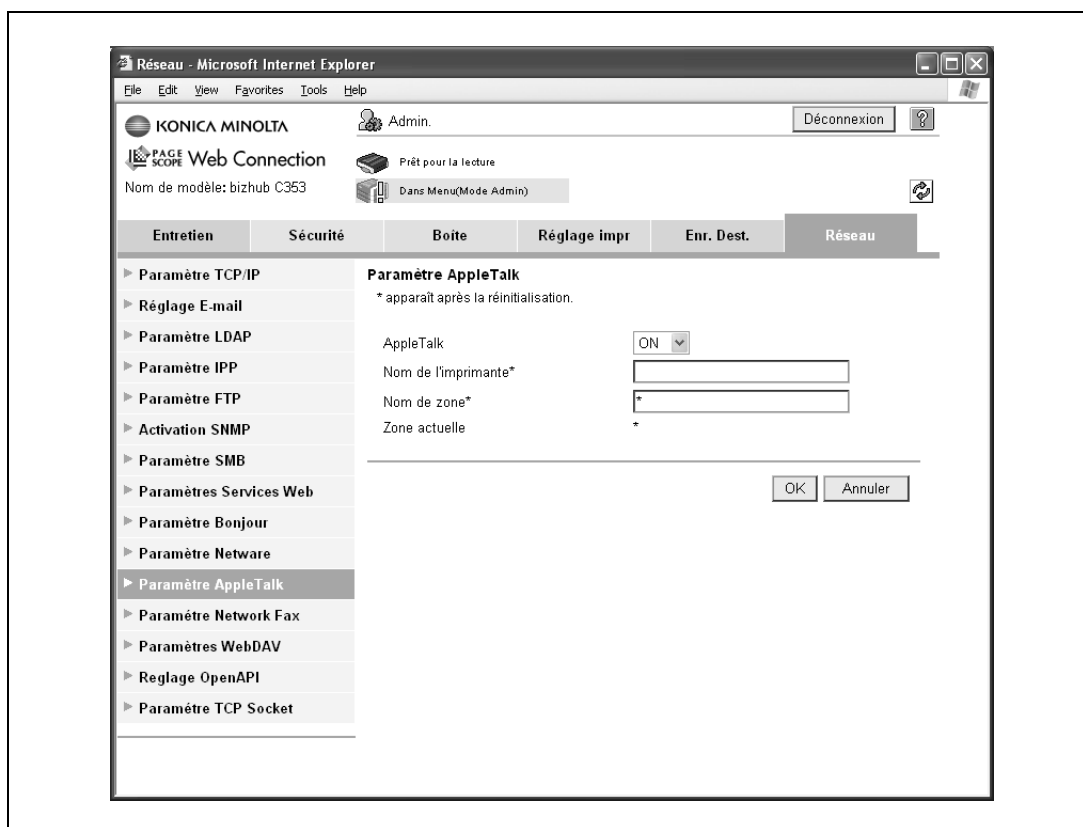 Réseau - Microsoft Internet Explorer
File Edit View Favorites Tools Help
KONICA MINOLTA
Admin.
Déconnexion
?
PAGE SCOPE Web Connection
Prêt pour la lecture
Nom de modèle: bizhub C353
Dans Menu(Mode Admin)
Entretien Sécurité Boîte Réglage impr Enr. Dest. Réseau
Paramètre TCP/IP
Réglage E-mail
Paramètre LDAP
Paramètre IPP
Paramètre FTP
Activation SNMP
Paramètre SMB
Paramètres Services Web
Paramètre Bonjour
Paramètre Netware
Paramètre AppleTalk
Paramétre Network Fax
Paramètres WebDAV
Reglage OpenAPI
Paramétre TCP Socket
Paramètre AppleTalk
* apparaît après la réinitialisation.
AppleTalk ON
Nom de l'imprimante*
Nom de zone* *
Zone actuelle *
OK Annuler